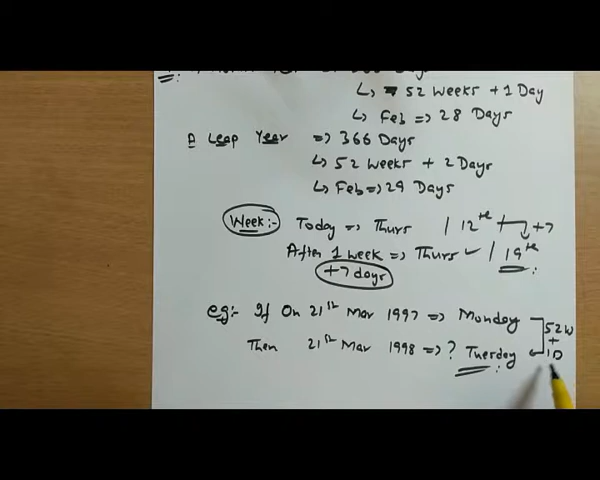 ↳ 52 Weeks + 1 Day
↳ Feb => 28 Days
A Leap Year => 366 Days
↳ 52 Weeks + 2 Days
↳ Feb => 29 Days
Week:- Today => Thurs | 12th +7
After 1 week => Thurs ✓ | 19th
+7 days
eg:- If On 21st Mar 1997 => Monday 52W
+
Then 21st Mar 1998 => ? Tuesday 1D